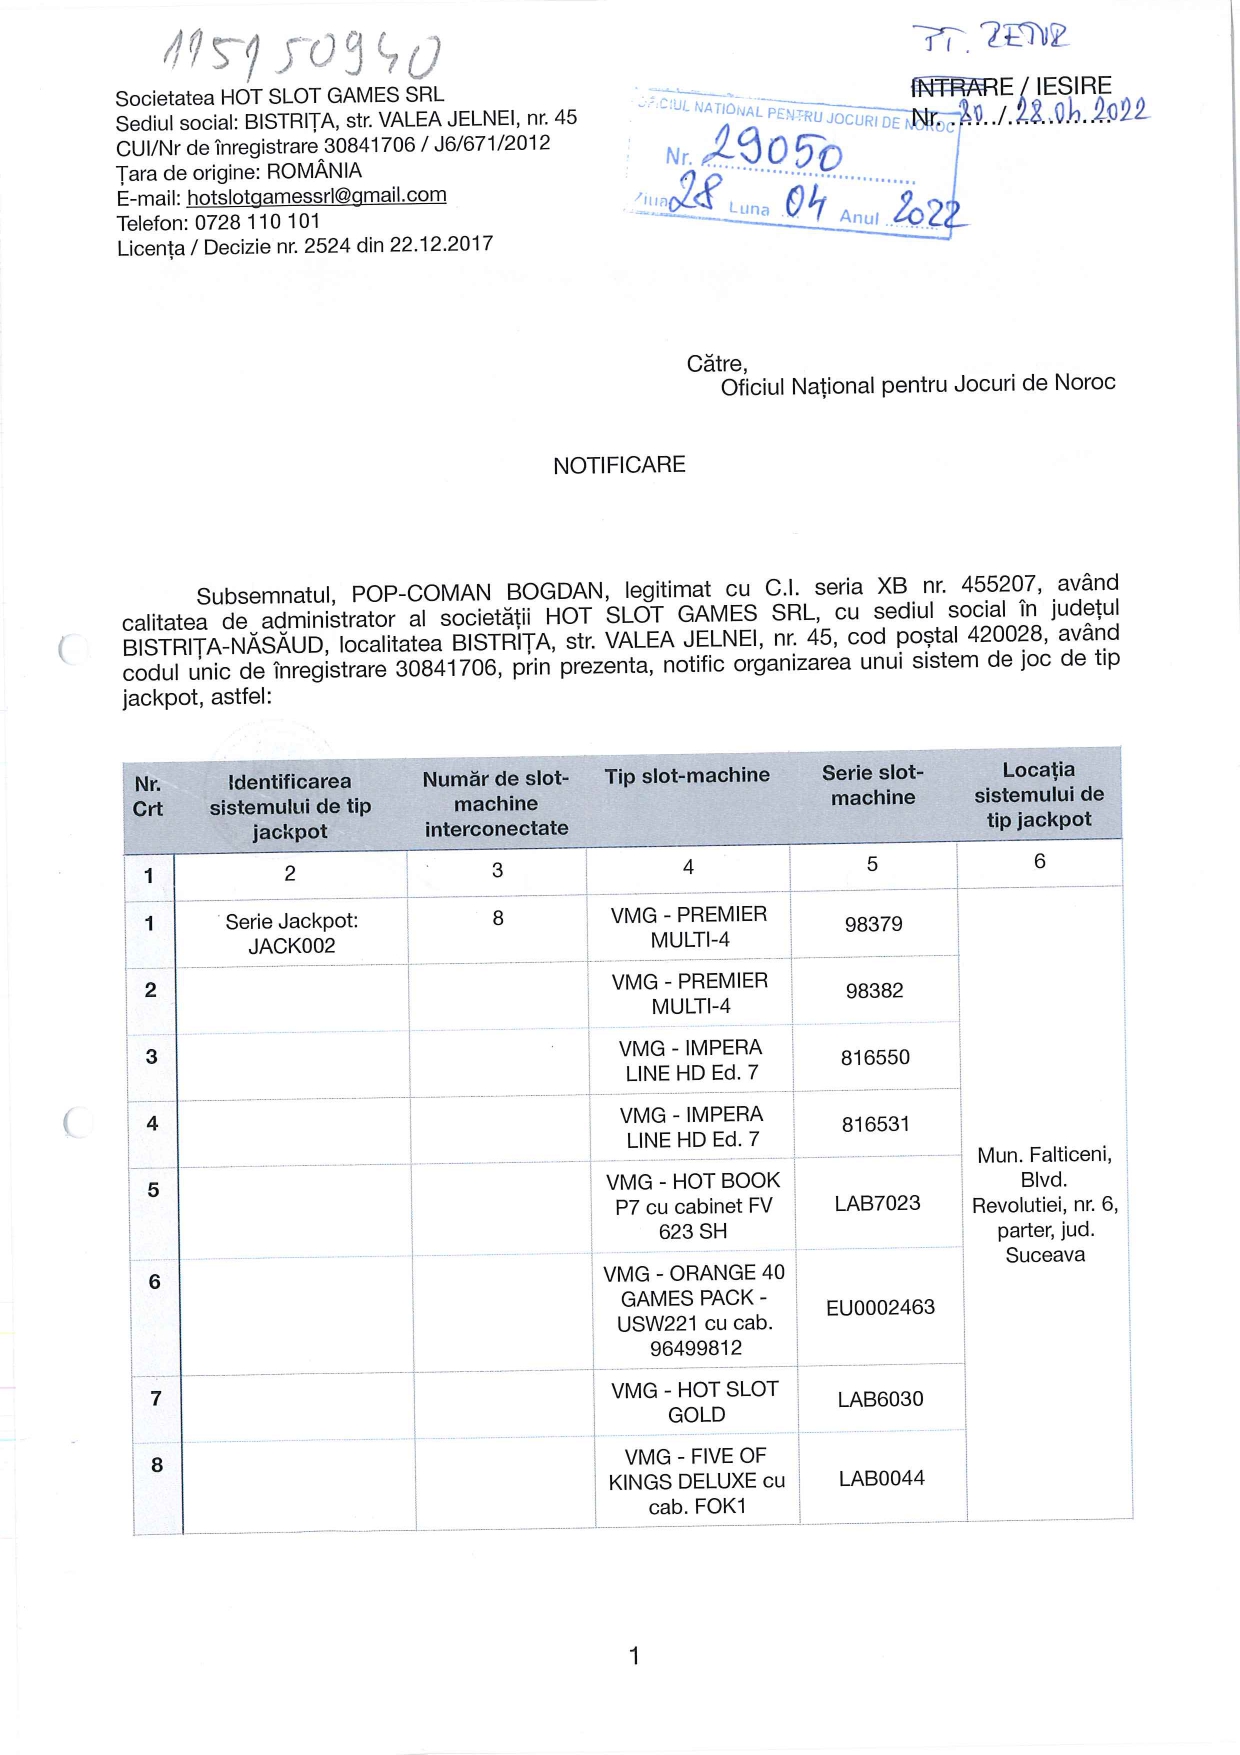 115150940
Societatea HOT SLOT GAMES SRL
Sediul social: BISTRIȚA, str. VALEA JELNEI, nr. 45
CUI/Nr de înregistrare 30841706 / J6/671/2012
Țara de origine: ROMÂNIA
E-mail: hotslotgamessrl@gmail.com
Telefon: 0728 110 101
Licența / Decizie nr. 2524 din 22.12.2017
INTRARE / IESIRE
Nr. 80 / 28.04.2022
OFICIUL NATIONAL PENTRU JOCURI DE NOROC
Nr. 29050
Ziua 28 Luna 04 Anul 2022
Către,
Oficiul Național pentru Jocuri de Noroc
NOTIFICARE
Subsemnatul, POP-COMAN BOGDAN, legitimat cu C.I. seria XB nr. 455207, având
calitatea de administrator al societății HOT SLOT GAMES SRL, cu sediul social în județul
BISTRIȚA-NĂSĂUD, localitatea BISTRIȚA, str. VALEA JELNEI, nr. 45, cod poștal 420028, având
codul unic de înregistrare 30841706, prin prezenta, notific organizarea unui sistem de joc de tip
jackpot, astfel:
Nr. Crt
Identificarea sistemului de tip jackpot
Număr de slot-machine interconectate
Tip slot-machine
Serie slot-machine
Locația sistemului de tip jackpot
1 2 3 4 5 6
1 Serie Jackpot: JACK002 8 VMG - PREMIER MULTI-4 98379
2 VMG - PREMIER MULTI-4 98382
3 VMG - IMPERA LINE HD Ed. 7 816550
4 VMG - IMPERA LINE HD Ed. 7 816531
5 VMG - HOT BOOK P7 cu cabinet FV 623 SH LAB7023
6 VMG - ORANGE 40 GAMES PACK - USW221 cu cab. 96499812 EU0002463
7 VMG - HOT SLOT GOLD LAB6030
8 VMG - FIVE OF KINGS DELUXE cu cab. FOK1 LAB0044
Mun. Falticeni,
Blvd.
Revolutiei, nr. 6,
parter, jud.
Suceava
1